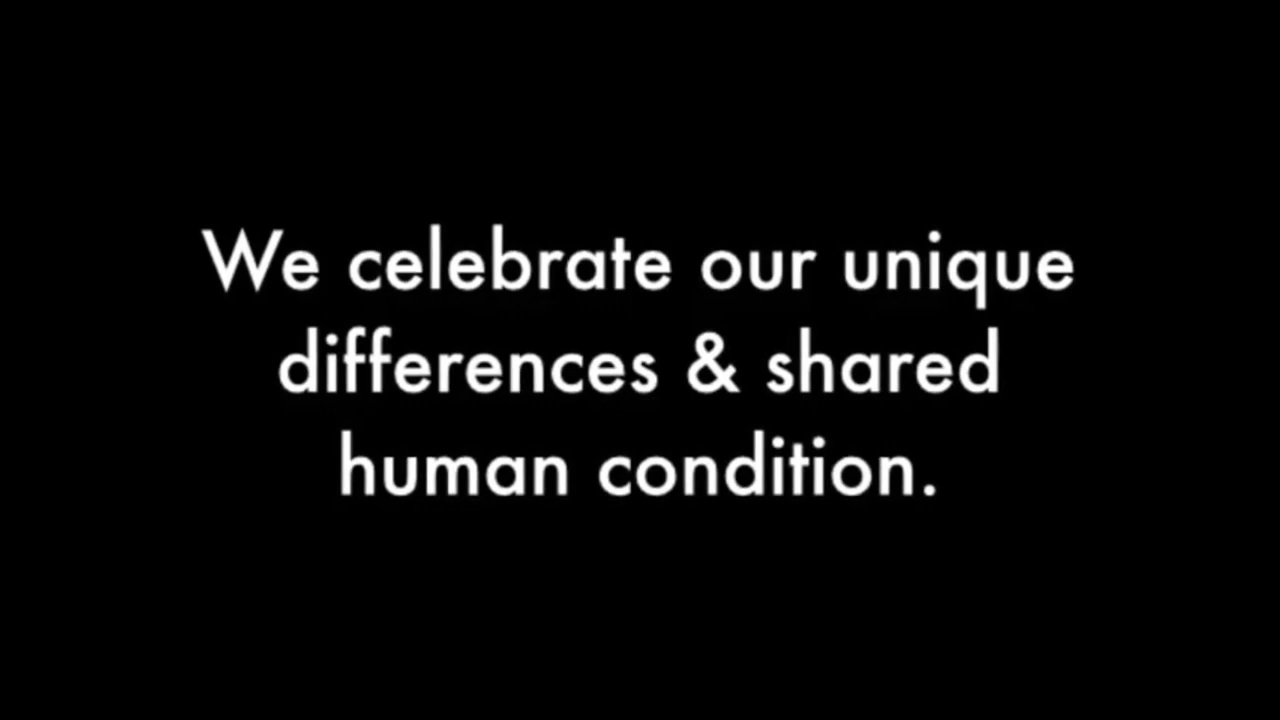 We celebrate our unique
differences & shared
human condition.